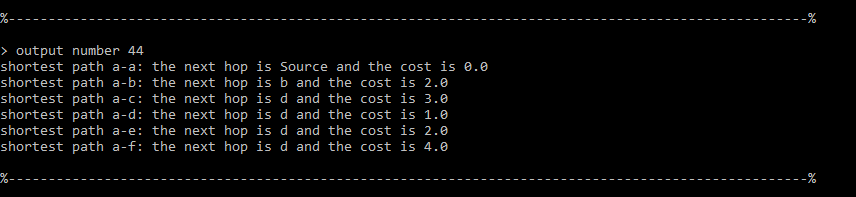 %----------------------------------------------------------------------------------------------------%
> output number 44
shortest path a-a: the next hop is Source and the cost is 0.0
shortest path a-b: the next hop is b and the cost is 2.0
shortest path a-c: the next hop is d and the cost is 3.0
shortest path a-d: the next hop is d and the cost is 1.0
shortest path a-e: the next hop is d and the cost is 2.0
shortest path a-f: the next hop is d and the cost is 4.0
%----------------------------------------------------------------------------------------------------%